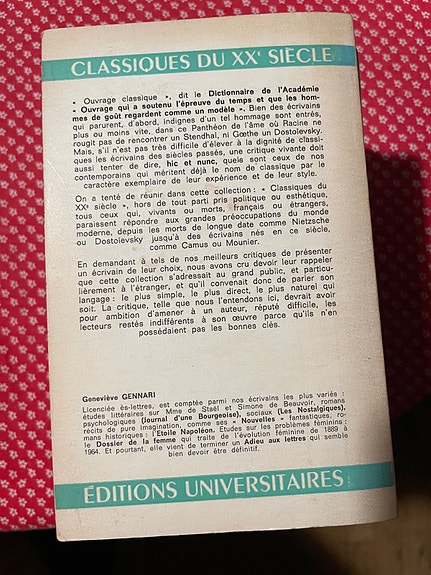 CLASSIQUES DU XXe SIÈCLE
« Ouvrage classique », dit le Dictionnaire de l'Académie
« Ouvrage qui a soutenu l'épreuve du temps et que les hom-
mes de goût regardent comme un modèle ». Bien des écrivains
qui parurent, d'abord, indignes d'un tel hommage sont entrés,
plus ou moins vite, dans ce Panthéon de l'âme où Racine ne
rougit pas de rencontrer un Stendhal, ni Gœthe un Dostoïevsky.
Mais, s'il n'est pas très difficile d'élever à la dignité de classi-
ques les écrivains des siècles passés, une critique vivante doit
aussi tenter de dire, hic et nunc, quels sont ceux de nos
contemporains qui méritent déjà le nom de classique par le
caractère exemplaire de leur expérience et de leur style.
On a tenté de réunir dans cette collection : « Classiques du
XXe siècle », hors de tout parti pris politique ou esthétique,
tous ceux qui, vivants ou morts, français ou étrangers,
paraissent répondre aux grandes préoccupations du monde
moderne, depuis les morts de longue date comme Nietzsche
ou Dostoïevsky jusqu'à des écrivains nés en ce siècle,
comme Camus ou Mounier.
En demandant à tels de nos meilleurs critiques de présenter
un écrivain de leur choix, nous avons cru devoir leur rappeler
que cette collection s'adressait au grand public, et particu-
lièrement à l'étranger, et qu'il convenait donc de parler son
langage : le plus simple, le plus direct, le plus naturel qui
soit. La critique, telle que nous l'entendons ici, devrait avoir
pour ambition d'amener à un auteur, réputé difficile, les
lecteurs restés indifférents à son œuvre parce qu'ils n'en
possédaient pas les bonnes clés.
Geneviève GENNARI
Licenciée ès-lettres, est comptée parmi nos écrivains les plus variés :
études littéraires sur Mme de Staël et Simone de Beauvoir, romans
psychologiques (Journal d'une Bourgeoise), sociaux (Les Nostalgiques),
récits de pure imagination, comme ses « Nouvelles » fantastiques, ro-
mans historiques : l'Etoile Napoléon. Etudes sur les problèmes féminins :
le Dossier de la femme qui traite de l'évolution féminine de 1889 à
1964. Et pourtant, elle vient de terminer un Adieu aux lettres qui semble
bien devoir être définitif.
ÉDITIONS UNIVERSITAIRES